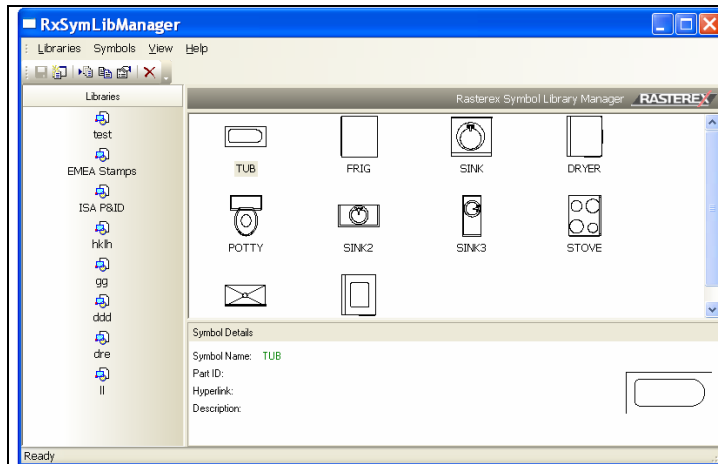 RxSymLibManager
Libraries Symbols View Help
Libraries
Rasterex Symbol Library Manager RASTEREX
test
EMEA Stamps
ISA P&ID
hklh
gg
ddd
dre
ll
TUB FRIG SINK DRYER
POTTY SINK2 SINK3 STOVE
Symbol Details
Symbol Name: TUB
Part ID:
Hyperlink:
Description:
Ready